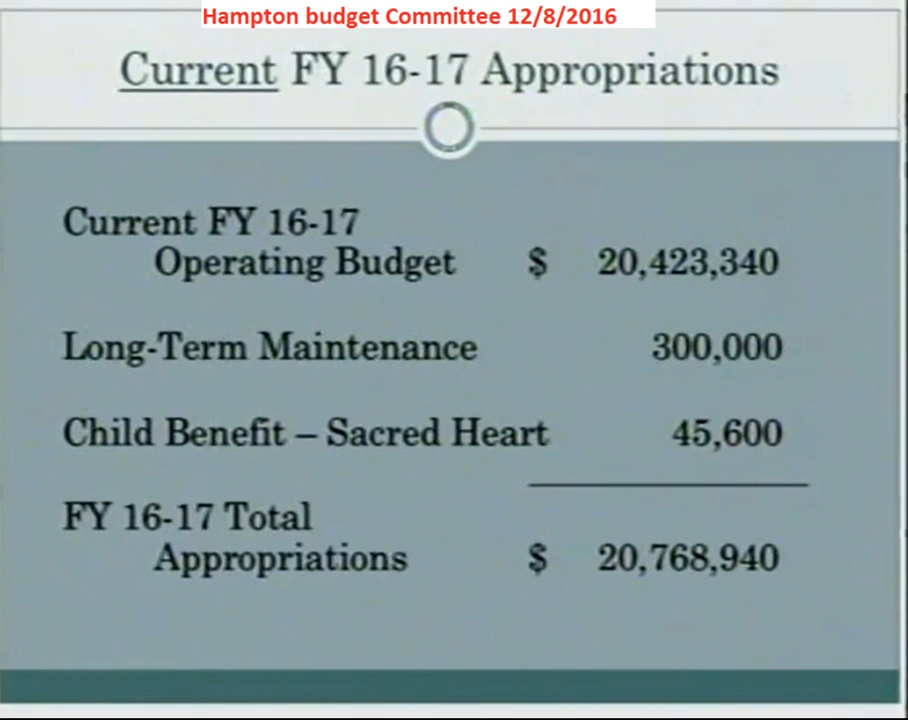 Hampton budget Committee 12/8/2016
Current FY 16-17 Appropriations
Current FY 16-17
Operating Budget $ 20,423,340
Long-Term Maintenance 300,000
Child Benefit – Sacred Heart 45,600
FY 16-17 Total
Appropriations $ 20,768,940